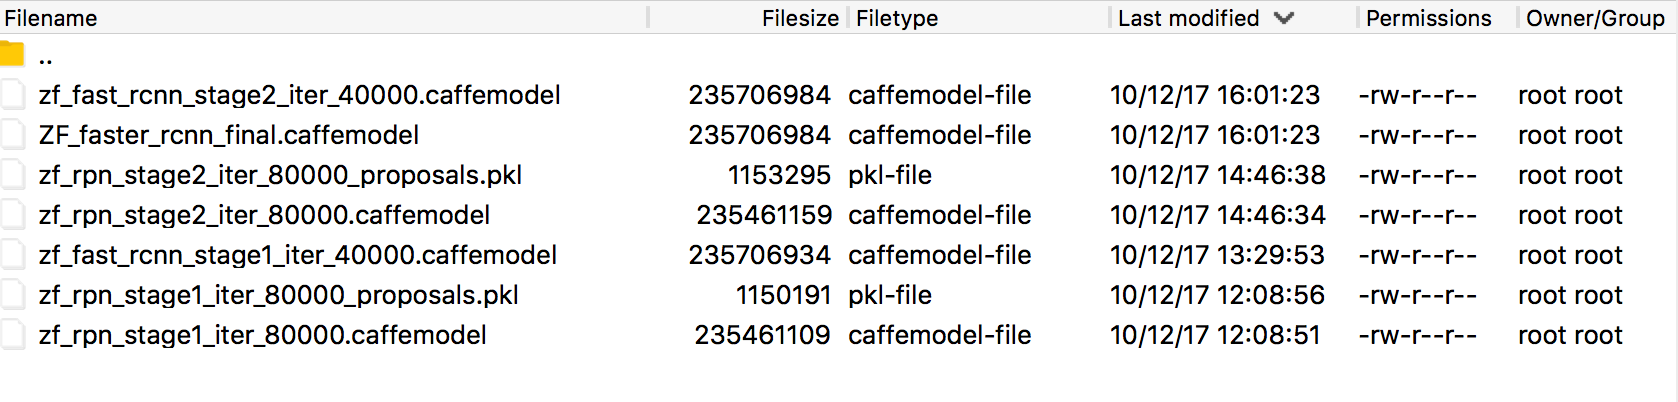 Filename Filesize Filetype Last modified Permissions Owner/Group
..
zf_fast_rcnn_stage2_iter_40000.caffemodel 235706984 caffemodel-file 10/12/17 16:01:23 -rw-r--r-- root root
ZF_faster_rcnn_final.caffemodel 235706984 caffemodel-file 10/12/17 16:01:23 -rw-r--r-- root root
zf_rpn_stage2_iter_80000_proposals.pkl 1153295 pkl-file 10/12/17 14:46:38 -rw-r--r-- root root
zf_rpn_stage2_iter_80000.caffemodel 235461159 caffemodel-file 10/12/17 14:46:34 -rw-r--r-- root root
zf_fast_rcnn_stage1_iter_40000.caffemodel 235706934 caffemodel-file 10/12/17 13:29:53 -rw-r--r-- root root
zf_rpn_stage1_iter_80000_proposals.pkl 1150191 pkl-file 10/12/17 12:08:56 -rw-r--r-- root root
zf_rpn_stage1_iter_80000.caffemodel 235461109 caffemodel-file 10/12/17 12:08:51 -rw-r--r-- root root